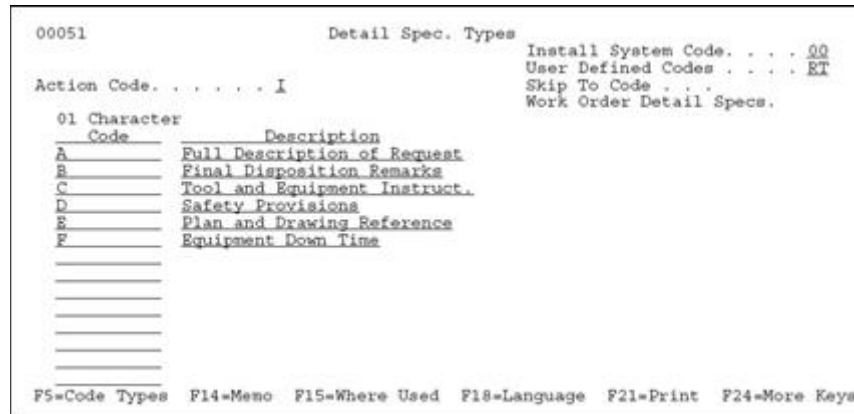 00051 Detail Spec. Types
Install System Code. . . . 00
User Defined Codes . . . . RT
Action Code. . . . . . I Skip To Code . . .
Work Order Detail Specs.
01 Character
Code Description
A Full Description of Request
B Final Disposition Remarks
C Tool and Equipment Instruct.
D Safety Provisions
E Plan and Drawing Reference
F Equipment Down Time
F5=Code Types F14=Memo F15=Where Used F18=Language F21=Print F24=More Keys